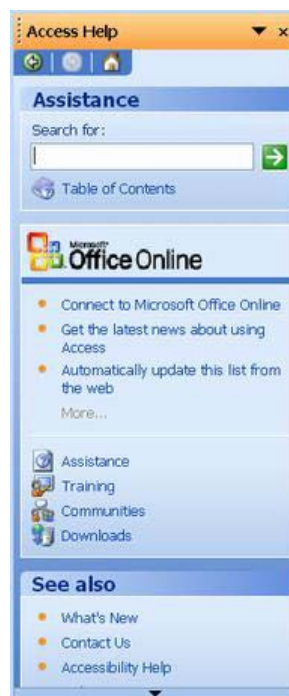 Access Help
Assistance
Search for:
Table of Contents
Microsoft
Office Online
Connect to Microsoft Office Online
Get the latest news about using
Access
Automatically update this list from
the web
More...
Assistance
Training
Communities
Downloads
See also
What's New
Contact Us
Accessibility Help